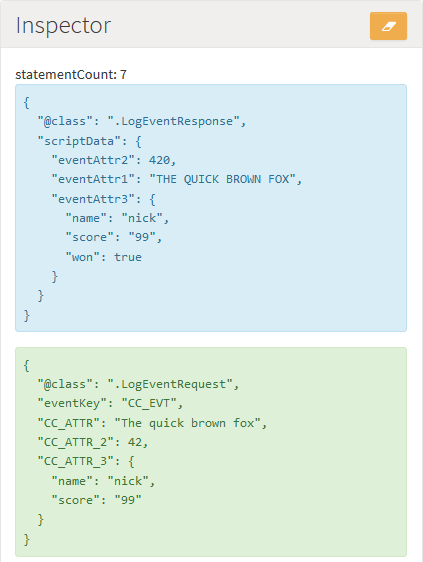 Inspector
statementCount: 7
{
  "@class": ".LogEventResponse",
  "scriptData": {
    "eventAttr2": 420,
    "eventAttr1": "THE QUICK BROWN FOX",
    "eventAttr3": {
      "name": "nick",
      "score": "99",
      "won": true
    }
  }
}
{
  "@class": ".LogEventRequest",
  "eventKey": "CC_EVT",
  "CC_ATTR": "The quick brown fox",
  "CC_ATTR_2": 42,
  "CC_ATTR_3": {
    "name": "nick",
    "score": "99"
  }
}